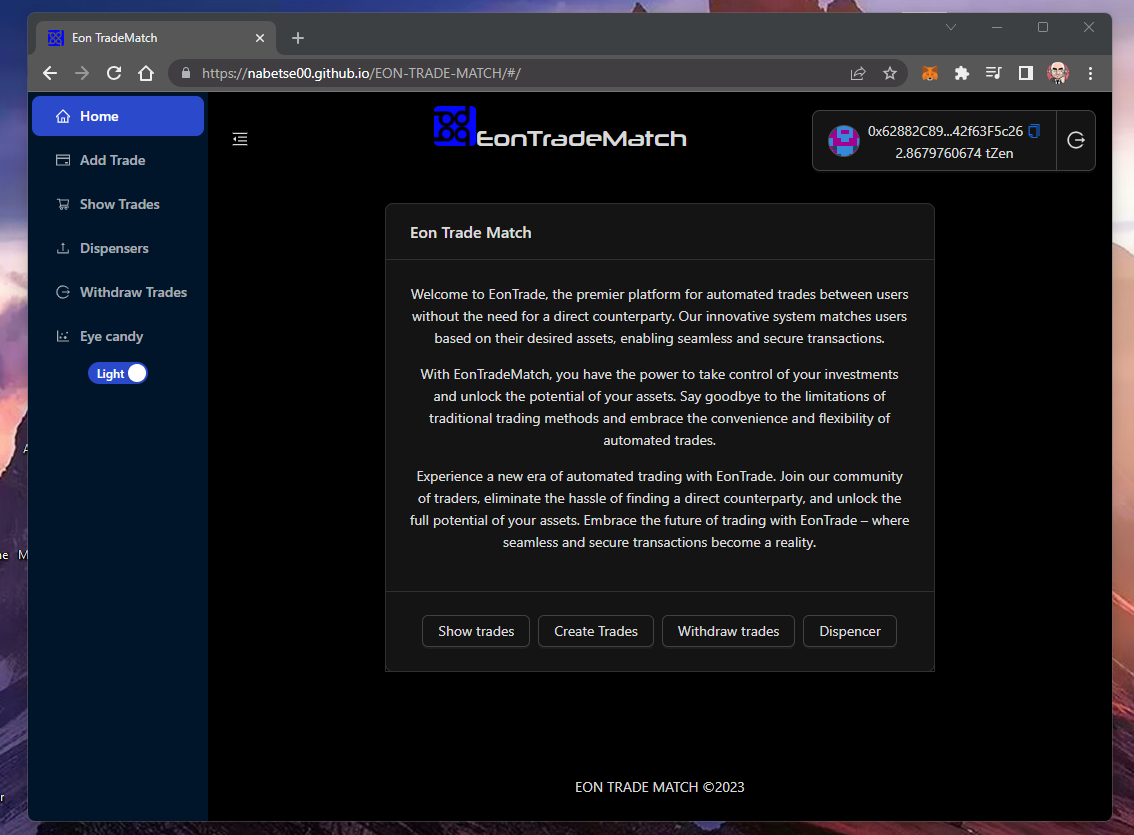 Eon TradeMatch
https://nabetse00.github.io/EON-TRADE-MATCH/#/
Home
Add Trade
Show Trades
Dispensers
Withdraw Trades
Eye candy
Light
EonTradeMatch
0x62882C89...42f63F5c26
2.8679760674 tZen
Eon Trade Match
Welcome to EonTrade, the premier platform for automated trades between users
without the need for a direct counterparty. Our innovative system matches users
based on their desired assets, enabling seamless and secure transactions.
With EonTradeMatch, you have the power to take control of your investments
and unlock the potential of your assets. Say goodbye to the limitations of
traditional trading methods and embrace the convenience and flexibility of
automated trades.
Experience a new era of automated trading with EonTrade. Join our community
of traders, eliminate the hassle of finding a direct counterparty, and unlock the
full potential of your assets. Embrace the future of trading with EonTrade – where
seamless and secure transactions become a reality.
Show trades
Create Trades
Withdraw trades
Dispencer
EON TRADE MATCH ©2023